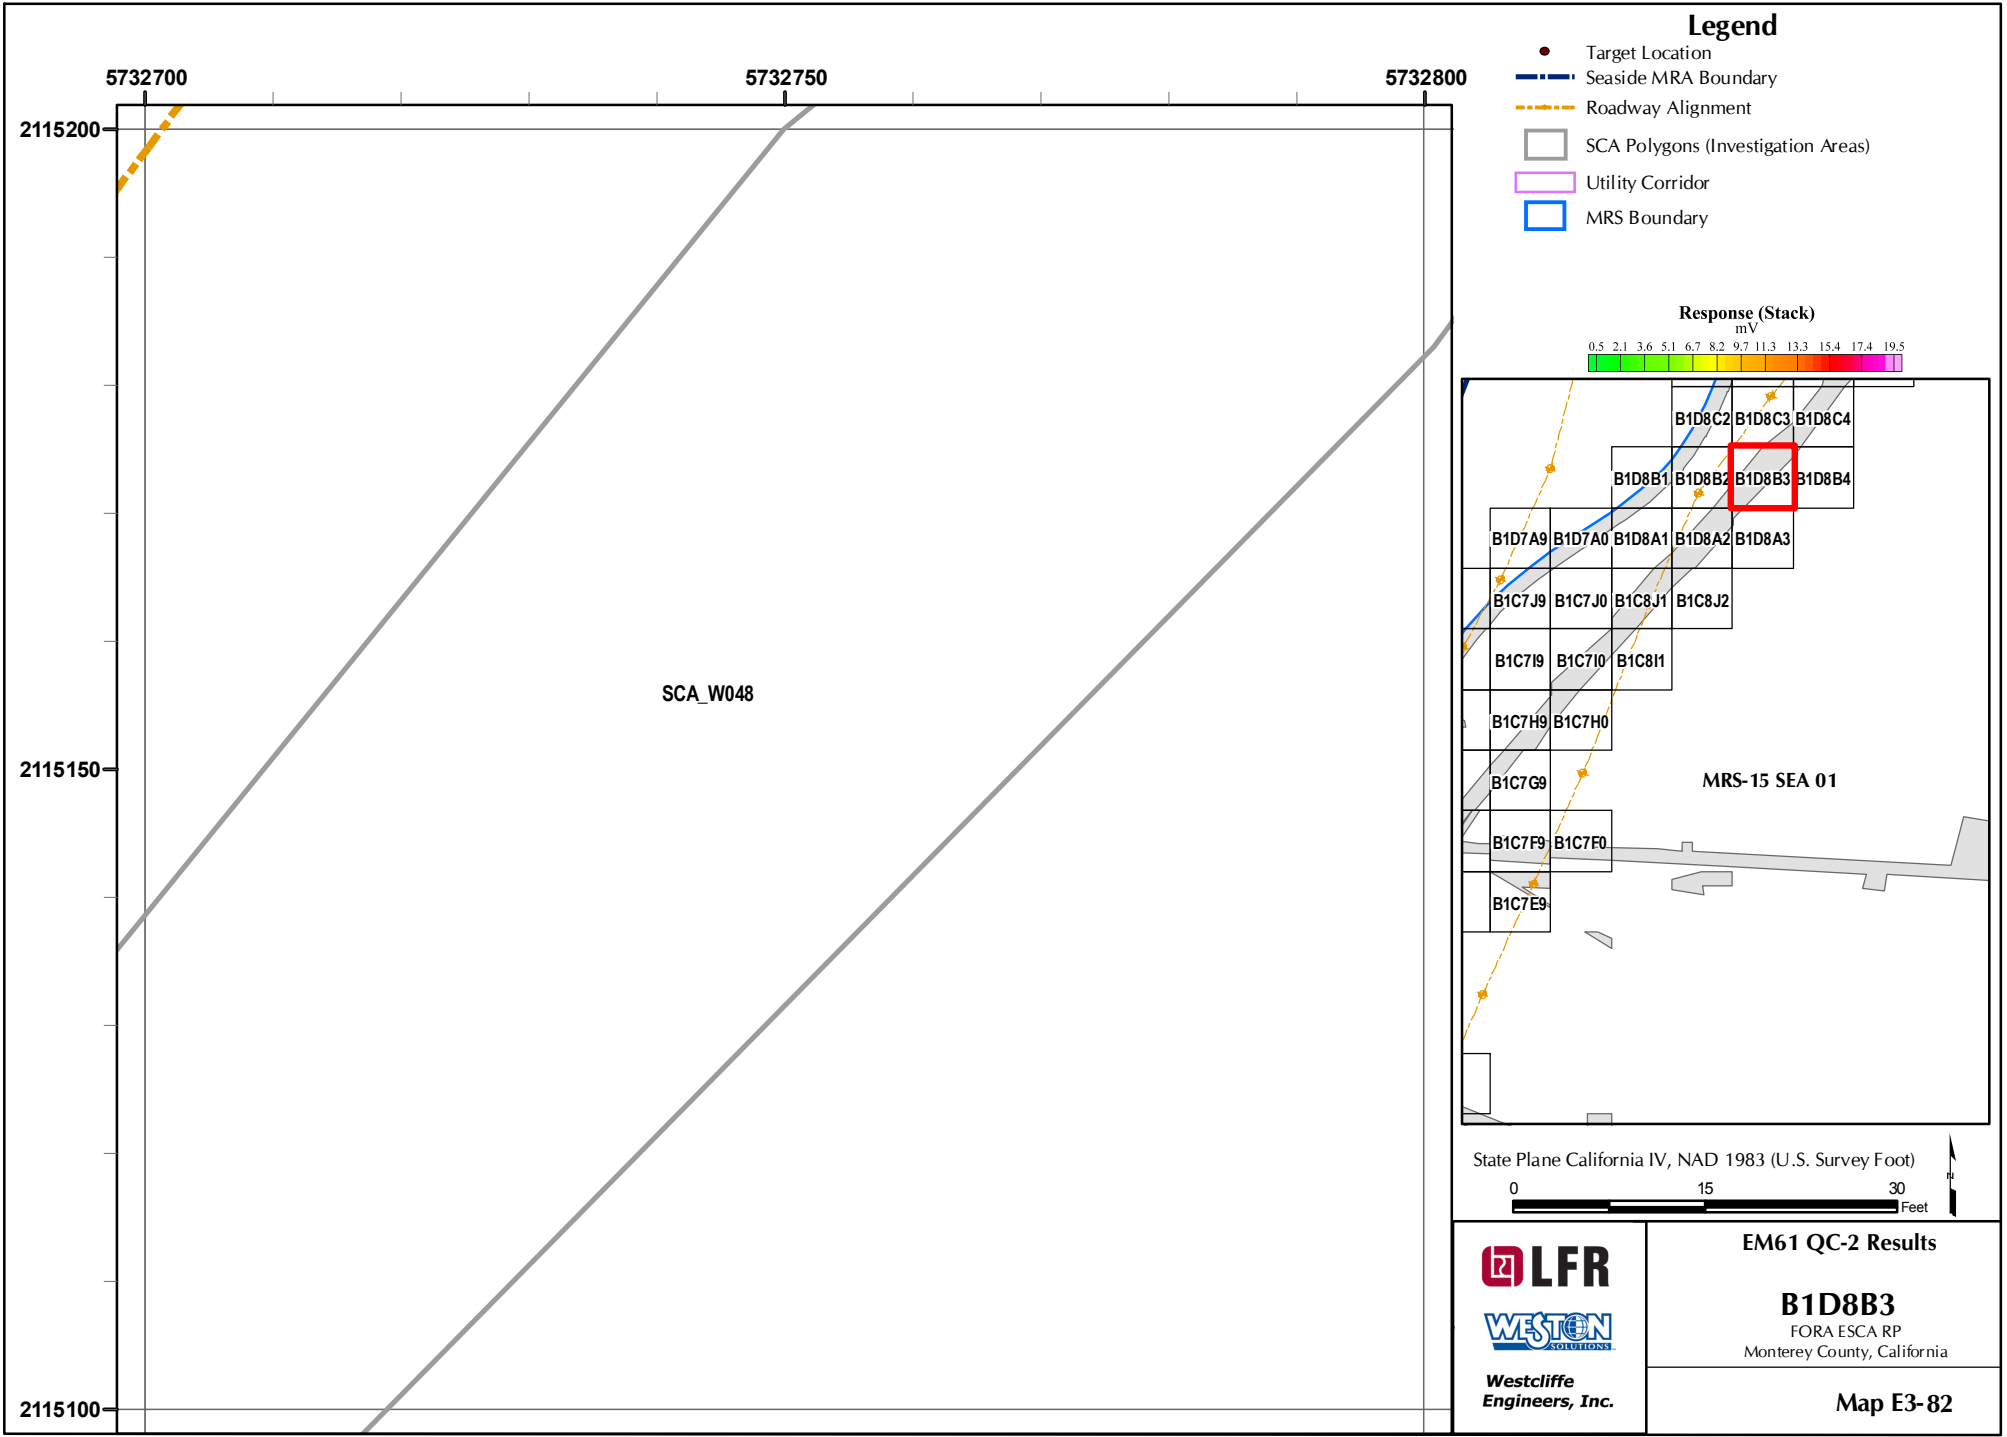 Legend
Target Location
Seaside MRA Boundary
Roadway Alignment
SCA Polygons (Investigation Areas)
Utility Corridor
MRS Boundary
5732700 5732750 5732800
2115200
2115150
2115100
SCA_W048
Response (Stack)
mV
0.5 2.1 3.6 5.1 6.7 8.2 9.7 11.3 13.3 15.4 17.4 19.5
B1D8C2 B1D8C3 B1D8C4
B1D8B1 B1D8B2 B1D8B3 B1D8B4
B1D7A9 B1D7A0 B1D8A1 B1D8A2 B1D8A3
B1C7J9 B1C7J0 B1C8J1 B1C8J2
B1C7I9 B1C7I0 B1C8I1
B1C7H9 B1C7H0
B1C7G9
MRS-15 SEA 01
B1C7F9 B1C7F0
B1C7E9
State Plane California IV, NAD 1983 (U.S. Survey Foot)
N
0 15 30
Feet
LFR
WESTON
SOLUTIONS
Westcliffe
Engineers, Inc.
EM61 QC-2 Results
B1D8B3
FORA ESCA RP
Monterey County, California
Map E3-82